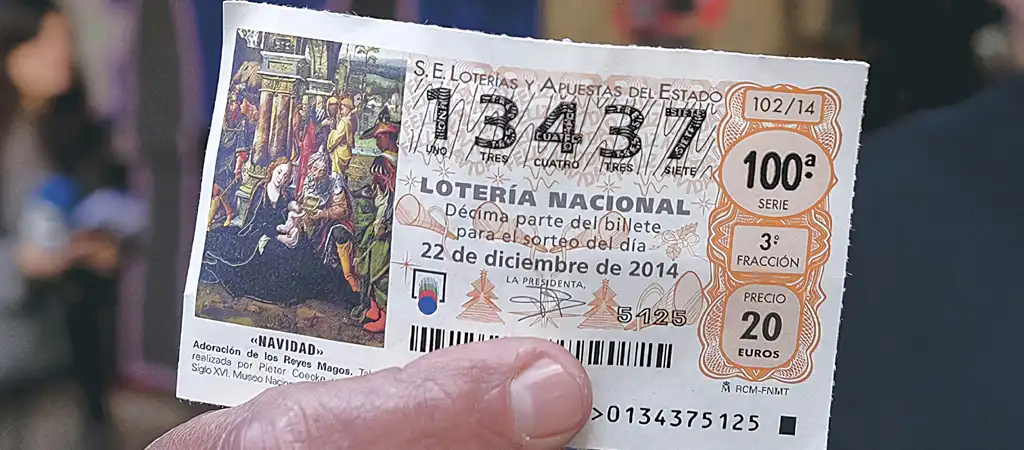 S.E. LOTERÍAS Y APUESTAS DEL ESTADO
13437
UNO TRES CUATRO TRES SIETE
LOTERÍA NACIONAL
Décima parte del billete
para el sorteo del día
22 de diciembre de 2014
LA PRESIDENTA,
5125
102/14
100ª
SERIE
3ª
FRACCIÓN
PRECIO
20
EUROS
RCM-FNMT
«NAVIDAD»
Adoración de los Reyes Magos.
realizada por Pieter Coecke
Siglo XVI. Museo
>0134375125